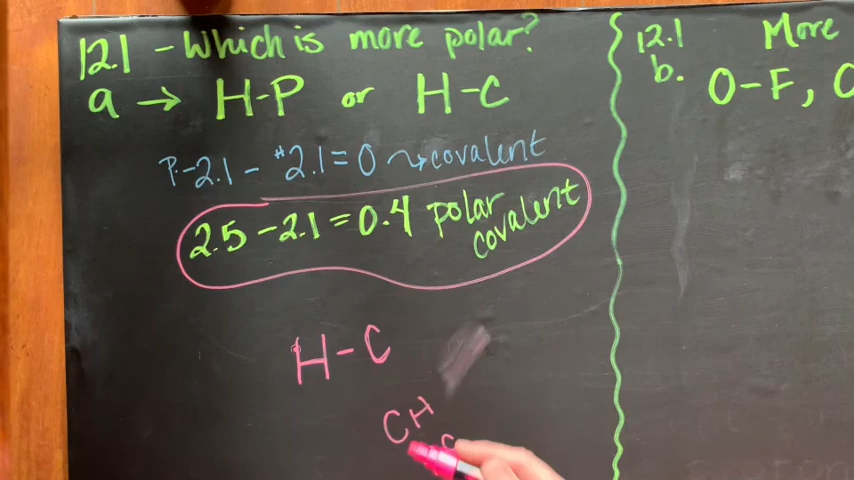 12.1 - Which is more polar?
a → H-P or H-C
P.-2.1 - H2.1 = 0 → covalent
2.5 - 2.1 = 0.4 polar covalent
H-C
CH
C
12.1 More
b. O-F, O